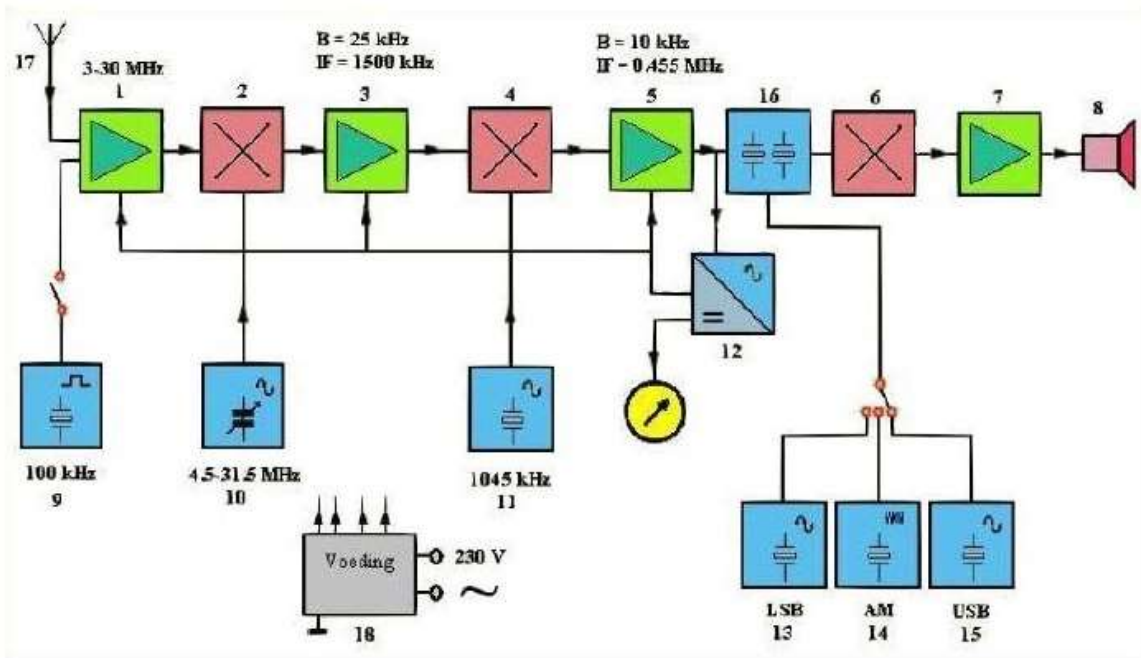 17
3-30 MHz
1
2
B = 25 kHz
IF = 1500 kHz
3
4
B = 10 kHz
IF - 0.455 MHz
5
16
6
7
8
100 kHz
9
4.5-31.5 MHz
10
1045 kHz
11
12
Voeding
230 V
18
LSB
13
AM
14
USB
15